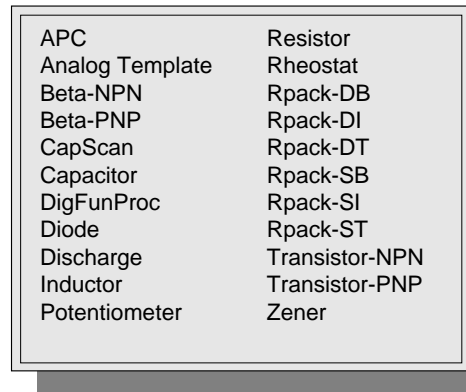 APC
Analog Template
Beta-NPN
Beta-PNP
CapScan
Capacitor
DigFunProc
Diode
Discharge
Inductor
Potentiometer
Resistor
Rheostat
Rpack-DB
Rpack-DI
Rpack-DT
Rpack-SB
Rpack-SI
Rpack-ST
Transistor-NPN
Transistor-PNP
Zener